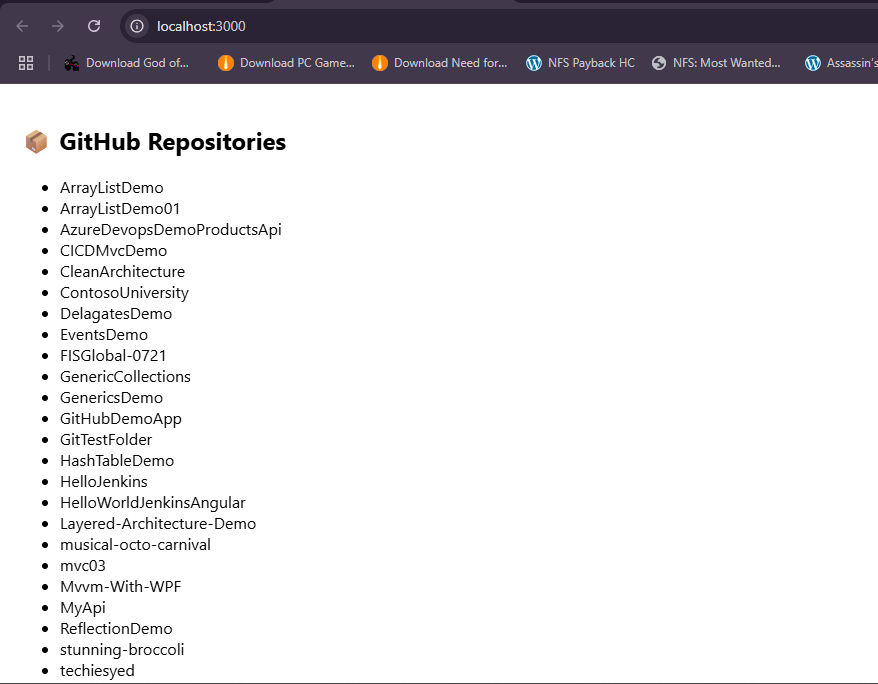 localhost:3000
Download God of... Download PC Game... Download Need for... NFS Payback HC NFS: Most Wanted... Assassin's
GitHub Repositories
ArrayListDemo
ArrayListDemo01
AzureDevopsDemoProductsApi
CICDMvcDemo
CleanArchitecture
ContosoUniversity
DelagatesDemo
EventsDemo
FISGlobal-0721
GenericCollections
GenericsDemo
GitHubDemoApp
GitTestFolder
HashTableDemo
HelloJenkins
HelloWorldJenkinsAngular
Layered-Architecture-Demo
musical-octo-carnival
mvc03
Mvvm-With-WPF
MyApi
ReflectionDemo
stunning-broccoli
techiesyed